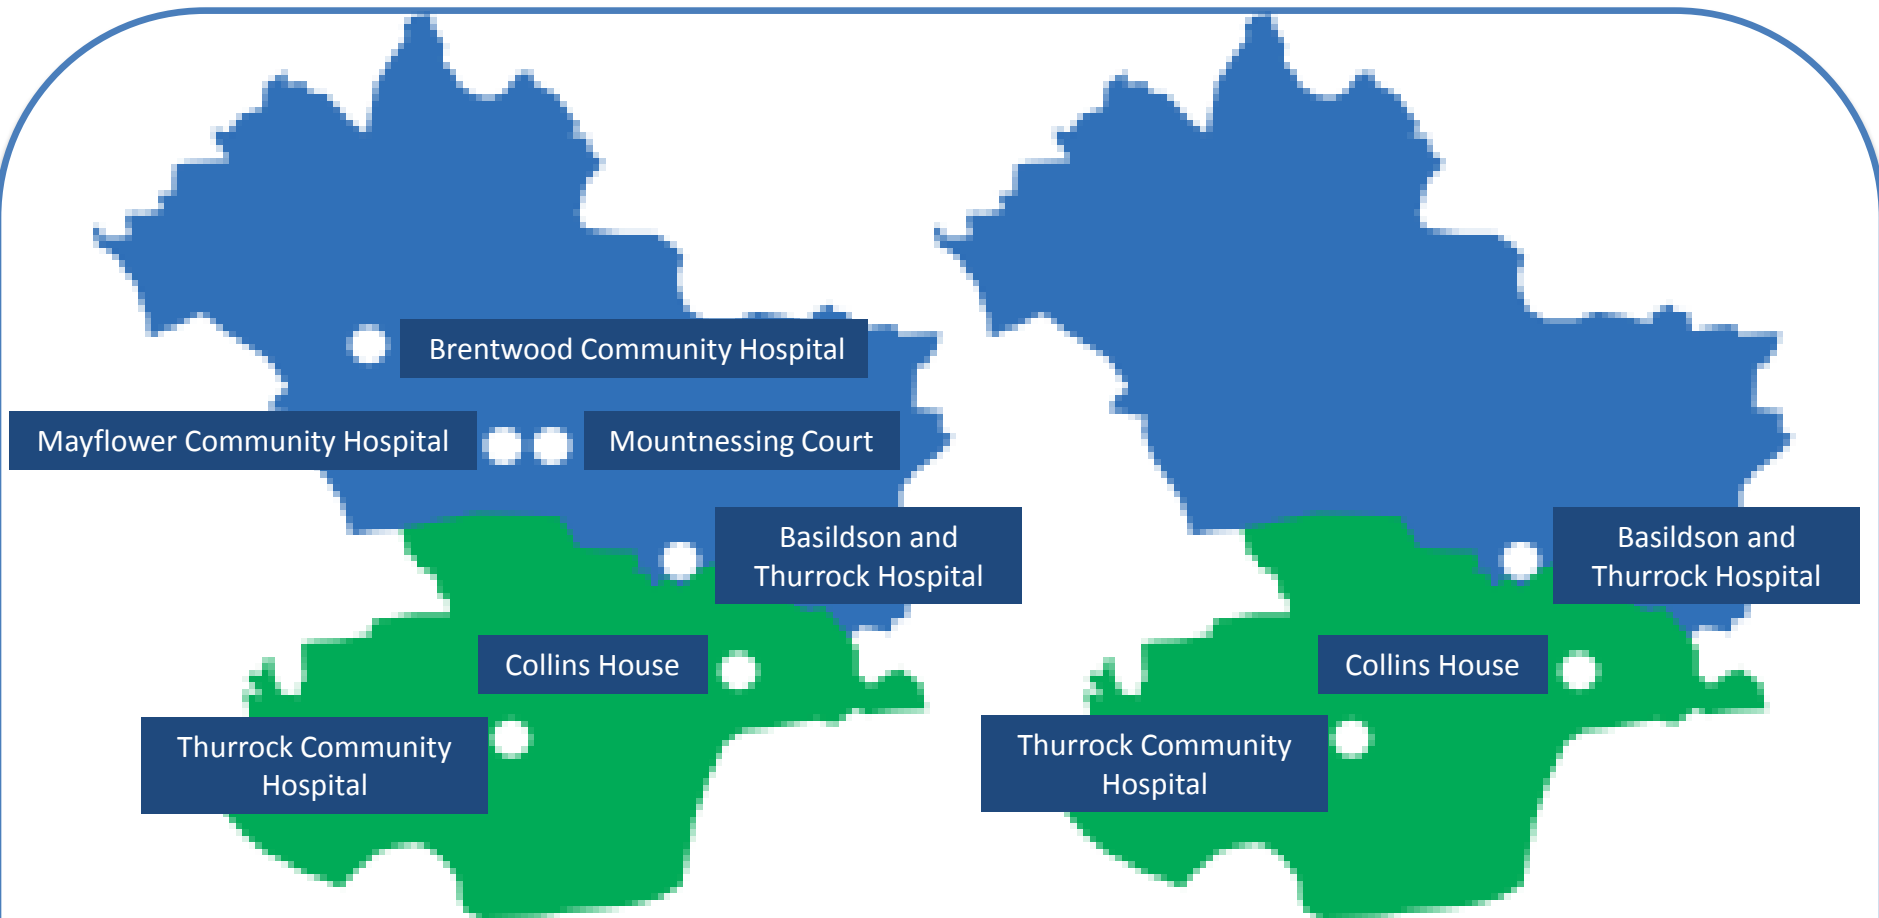 Brentwood Community Hospital
Mayflower Community Hospital
Mountnessing Court
Basildson and
Thurrock Hospital
Collins House
Thurrock Community
Hospital
Basildson and
Thurrock Hospital
Collins House
Thurrock Community
Hospital